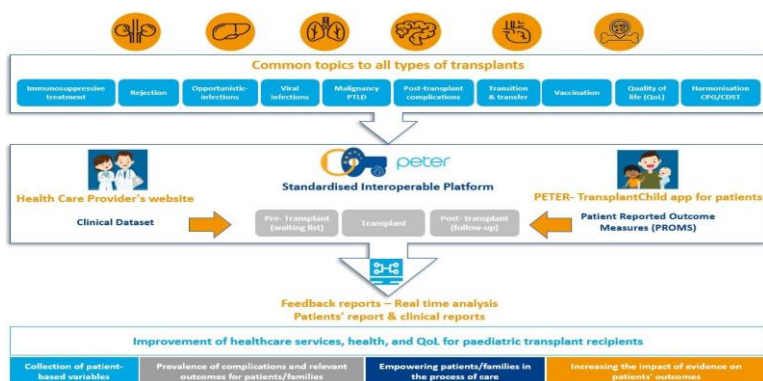 Common topics to all types of transplants
Immunosuppressive
treatment
Rejection
Opportunistic-
infections
Viral
infections
Malignancy
PTLD
Post-transplant
complications
Transition
& transfer
Vaccination
Quality of
life (QoL)
Harmonisation
CPG/CDST
peter
Standardised Interoperable Platform
Health Care Provider's website
Clinical Dataset
Pre- Transplant
(waiting list)
Transplant
Post- transplant
(follow-up)
PETER- TransplantChild app for patients
Patient Reported Outcome
Measures (PROMS)
Feedback reports – Real time analysis
Patients' report & clinical reports
Improvement of healthcare services, health, and QoL for paediatric transplant recipients
Collection of patient-
based variables
Prevalence of complications and relevant
outcomes for patients/families
Empowering patients/families in
the process of care
Increasing the impact of evidence on
patients' outcomes